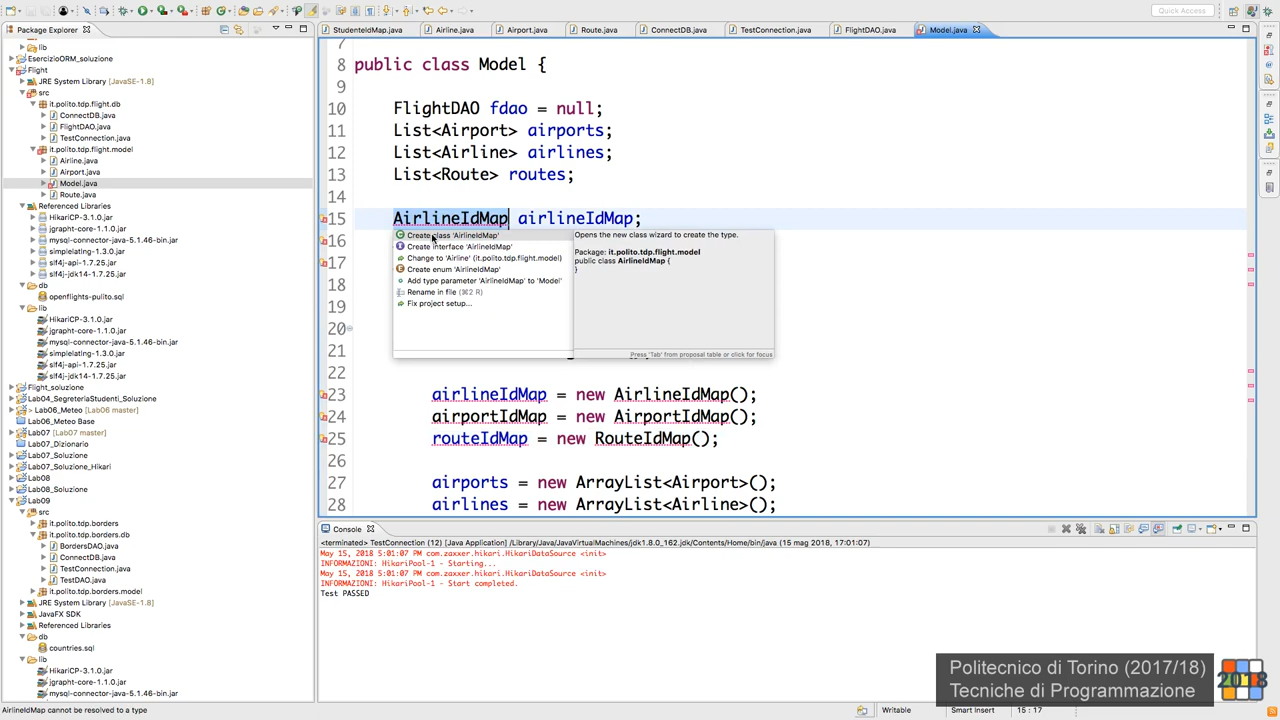 Quick Access
Package Explorer
StudenteIdMap.java
Airline.java
Airport.java
Route.java
ConnectDB.java
TestConnection.java
FlightDAO.java
Model.java
lib
EsercizioORM_soluzione
Flight
JRE System Library [JavaSE-1.8]
src
it.polito.tdp.flight.db
ConnectDB.java
FlightDAO.java
TestConnection.java
it.polito.tdp.flight.model
Airline.java
Airport.java
Model.java
Route.java
Referenced Libraries
HikariCP-3.1.0.jar
jgrapht-core-1.1.0.jar
mysql-connector-java-5.1.46-bin.jar
simplelating-1.3.0.jar
slf4j-api-1.7.25.jar
slf4j-jdk14-1.7.25.jar
db
openflights-pulito.sql
lib
HikariCP-3.1.0.jar
jgrapht-core-1.1.0.jar
mysql-connector-java-5.1.46-bin.jar
simplelating-1.3.0.jar
slf4j-api-1.7.25.jar
slf4j-jdk14-1.7.25.jar
Flight_soluzione
Lab04_SegreteriaStudenti_Soluzione
> Lab06_Meteo [Lab06 master]
Lab06_Meteo Base
Lab07 [Lab07 master]
Lab07_Dizionario
Lab07_Soluzione
Lab07_Soluzione_Hikari
Lab08
Lab08_Soluzione
Lab09
src
it.polito.tdp.borders
it.polito.tdp.borders.db
BordersDAO.java
ConnectDB.java
TestConnection.java
TestDAO.java
it.polito.tdp.borders.model
JRE System Library [JavaSE-1.8]
JavaFX SDK
Referenced Libraries
db
countries.sql
lib
HikariCP-3.1.0.jar
jgrapht-core-1.1.0.jar
mysql-connector-java-5.1.46-bin.jar
7
8 public class Model {
9
10 FlightDAO fdao = null;
11 List<Airport> airports;
12 List<Airline> airlines;
13 List<Route> routes;
14
15 AirlineIdMap airlineIdMap;
16
17
18
19
20
21
22
23 airlineIdMap = new AirlineIdMap();
24 airportIdMap = new AirportIdMap();
25 routeIdMap = new RouteIdMap();
26
27 airports = new ArrayList<Airport>();
28 airlines = new ArrayList<Airline>();
Create class 'AirlineIdMap'
Create interface 'AirlineIdMap'
Change to 'Airline' (it.polito.tdp.flight.model)
Create enum 'AirlineIdMap'
Add type parameter 'AirlineIdMap' to 'Model'
Rename in file (⌘2 R)
Fix project setup...
Opens the new class wizard to create the type.
Package: it.polito.tdp.flight.model
public class AirlineIdMap {
}
Press 'Tab' from proposal table or click for focus
Console
<terminated> TestConnection (12) [Java Application] /Library/Java/JavaVirtualMachines/jdk1.8.0_162.jdk/Contents/Home/bin/java (15 mag 2018, 17:01:07)
May 15, 2018 5:01:07 PM com.zaxxer.hikari.HikariDataSource <init>
INFORMAZIONI: HikariPool-1 - Starting...
May 15, 2018 5:01:07 PM com.zaxxer.hikari.HikariDataSource <init>
INFORMAZIONI: HikariPool-1 - Start completed.
Test PASSED
Politecnico di Torino (2017/18)
Tecniche di Programmazione
2018
AirlineIdMap cannot be resolved to a type
Writable
Smart Insert
15 : 17